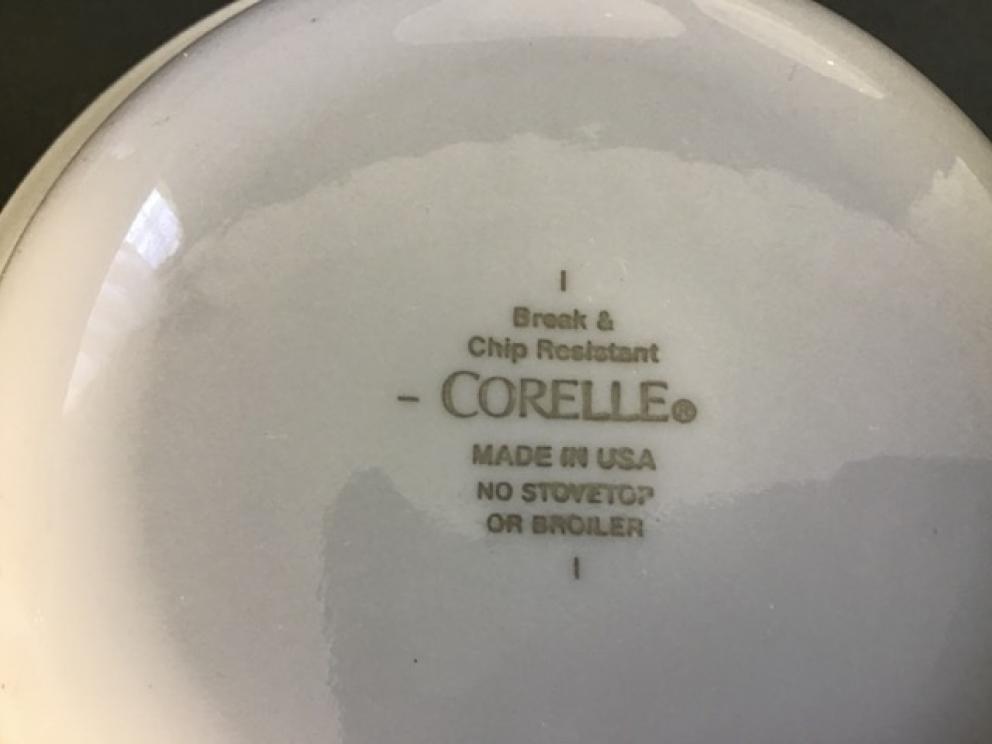 Break &
Chip Resistant
- CORELLE®
MADE IN USA
NO STOVETOP
OR BROILER